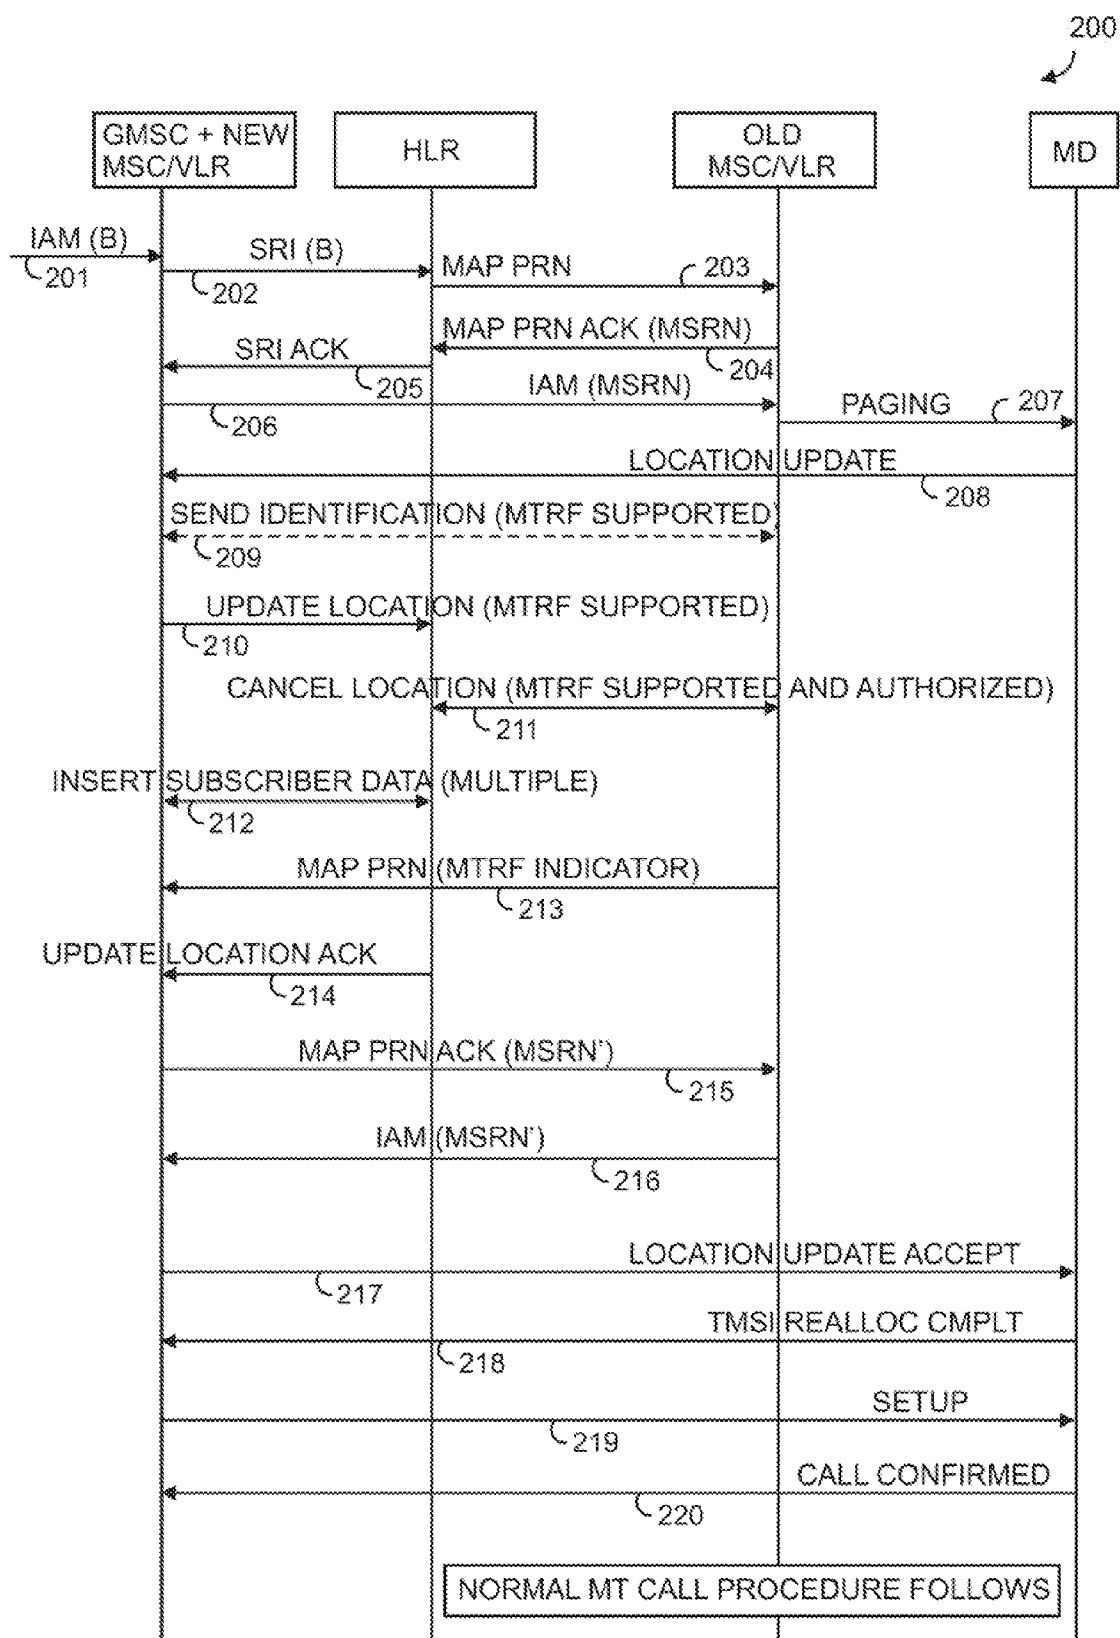 200
GMSC + NEW
MSC/VLR
HLR
OLD
MSC/VLR
MD
IAM (B)
201
SRI (B)
202
MAP PRN
203
MAP PRN ACK (MSRN)
204
SRI ACK
205
IAM (MSRN)
206
PAGING
207
LOCATION UPDATE
208
SEND IDENTIFICATION (MTRF SUPPORTED)
209
UPDATE LOCATION (MTRF SUPPORTED)
210
CANCEL LOCATION (MTRF SUPPORTED AND AUTHORIZED)
211
INSERT SUBSCRIBER DATA (MULTIPLE)
212
MAP PRN (MTRF INDICATOR)
213
UPDATE LOCATION ACK
214
MAP PRN ACK (MSRN')
215
IAM (MSRN')
216
LOCATION UPDATE ACCEPT
217
TMSI REALLOC CMPLT
218
SETUP
219
CALL CONFIRMED
220
NORMAL MT CALL PROCEDURE FOLLOWS